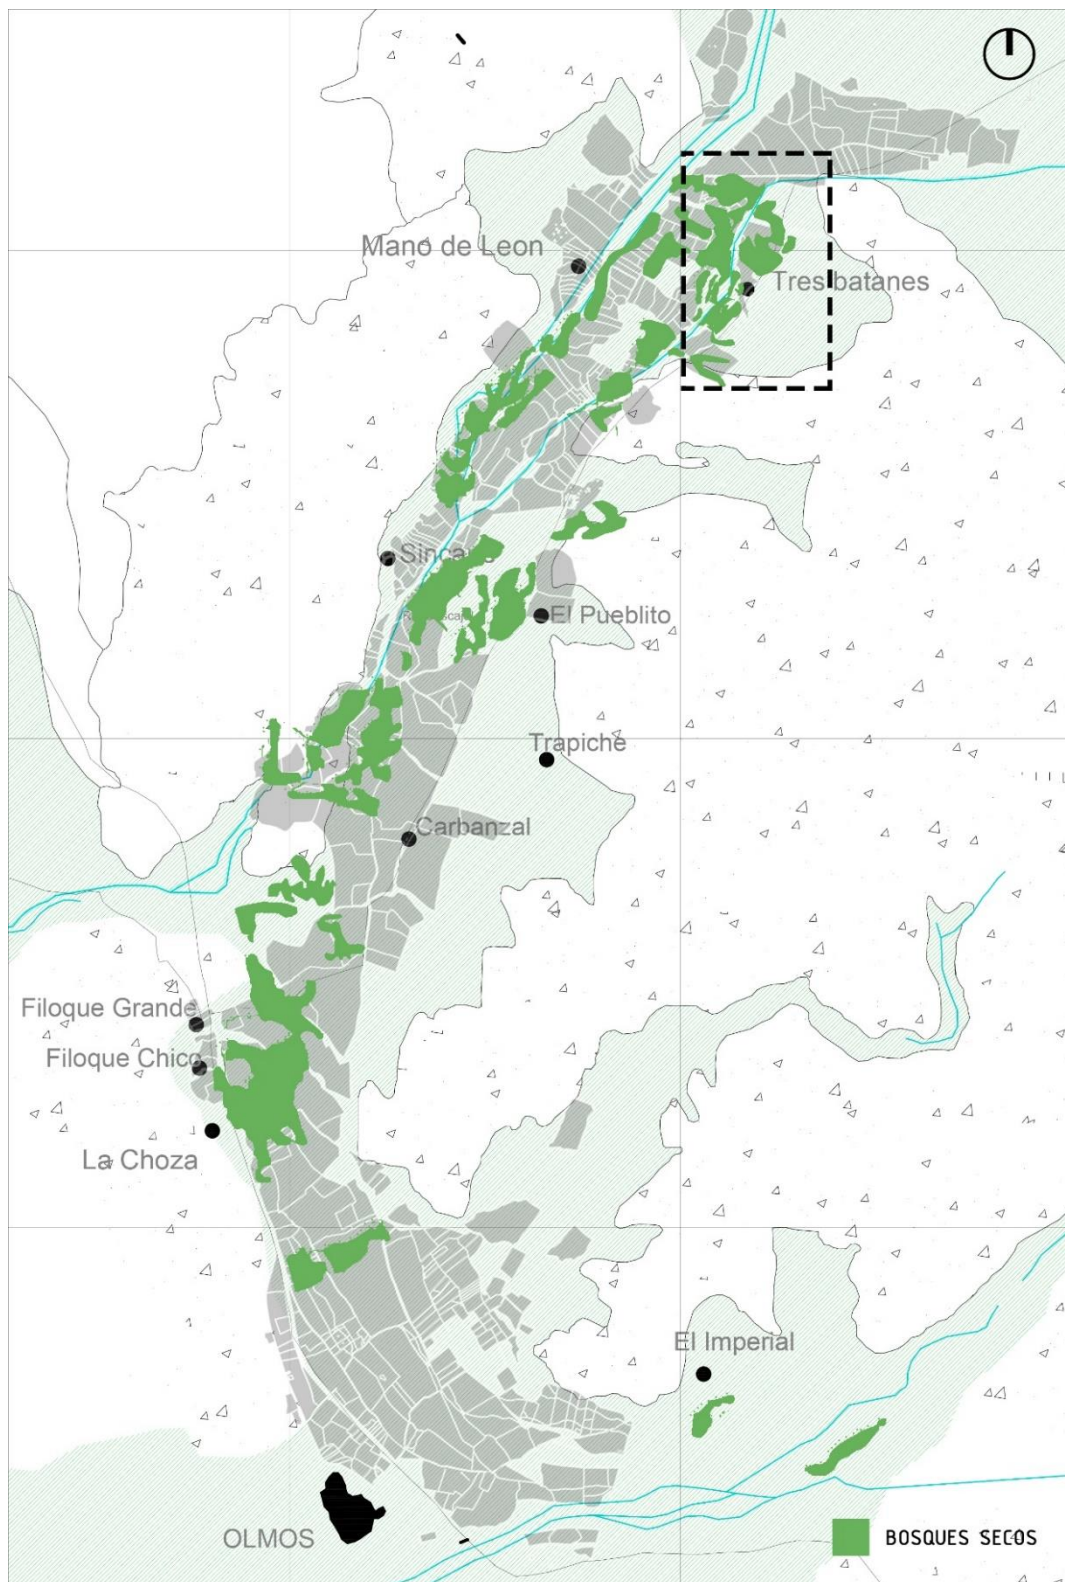 Mano de Leon
Tres batanes
El Pueblito
Trapiche
Carbanzal
Filoque Grande
Filoque Chico
La Choza
El Imperial
OLMOS
BOSQUES SECOS